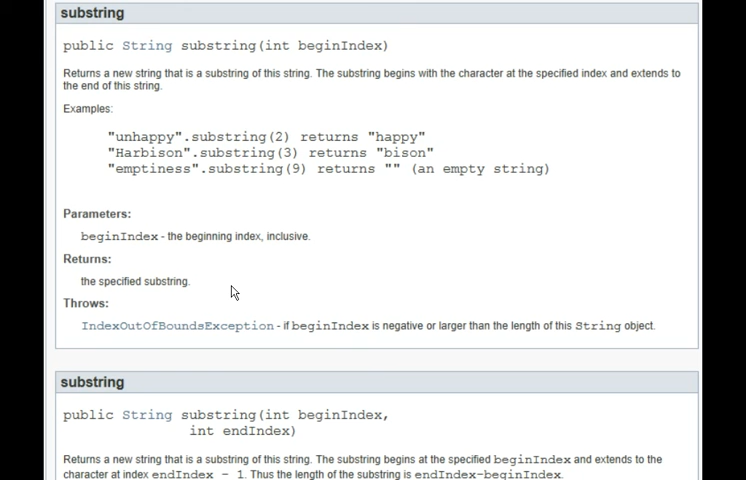 substring
public String substring(int beginIndex)
Returns a new string that is a substring of this string. The substring begins with the character at the specified index and extends to
the end of this string.
Examples:
"unhappy".substring(2) returns "happy"
"Harbison".substring(3) returns "bison"
"emptiness".substring(9) returns "" (an empty string)
Parameters:
beginIndex - the beginning index, inclusive.
Returns:
the specified substring.
Throws:
IndexOutOfBoundsException - if beginIndex is negative or larger than the length of this String object.
substring
public String substring(int beginIndex,
int endIndex)
Returns a new string that is a substring of this string. The substring begins at the specified beginIndex and extends to the
character at index endIndex - 1. Thus the length of the substring is endIndex-beginIndex.